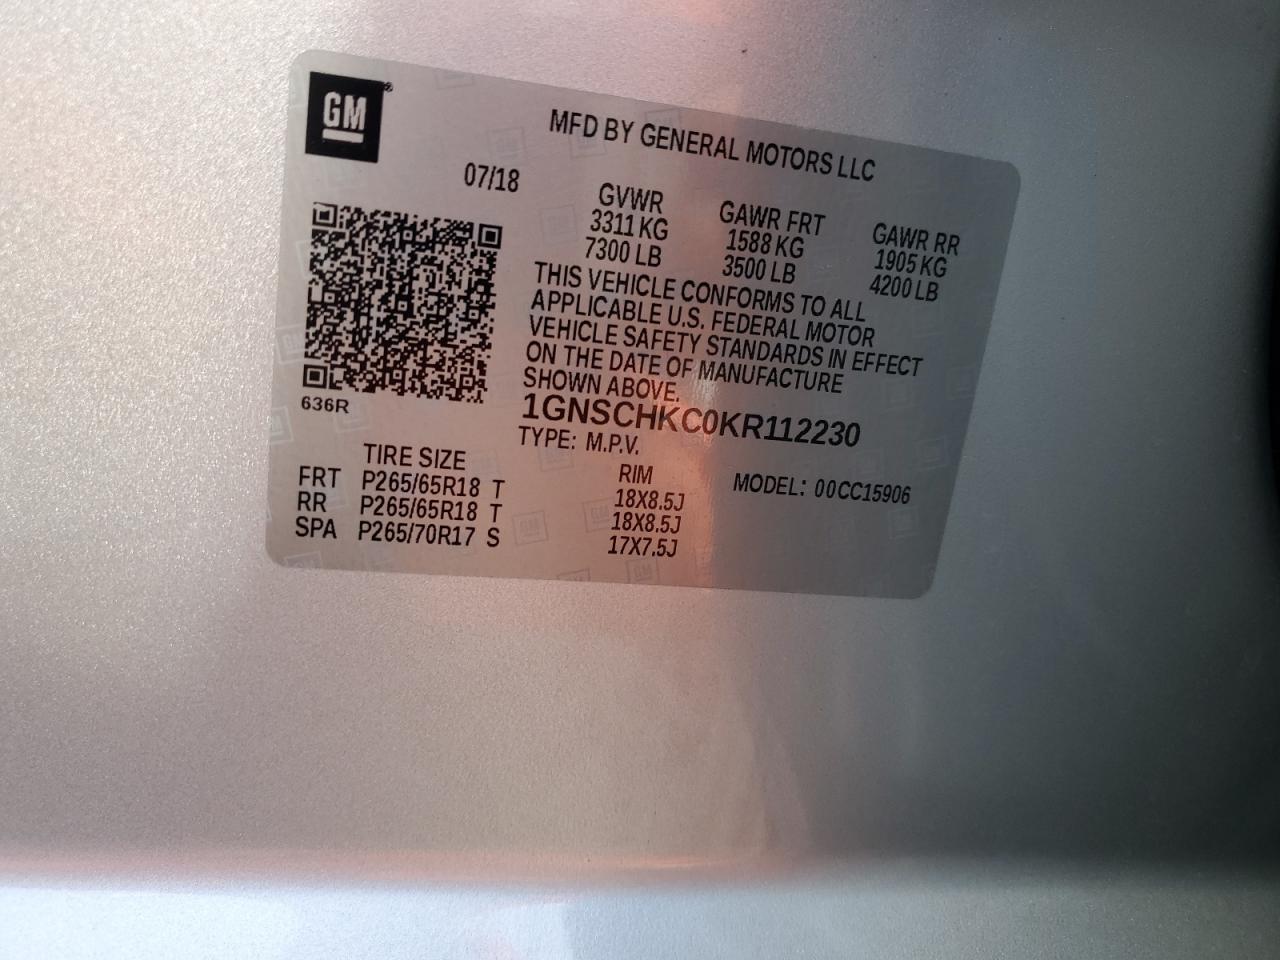 GM
MFD BY GENERAL MOTORS LLC
07/18
GVWR GAWR FRT GAWR RR
3311 KG 1588 KG 1905 KG
7300 LB 3500 LB 4200 LB
THIS VEHICLE CONFORMS TO ALL
APPLICABLE U.S. FEDERAL MOTOR
VEHICLE SAFETY STANDARDS IN EFFECT
ON THE DATE OF MANUFACTURE
SHOWN ABOVE.
636R
1GNSCHKC0KR112230
TYPE: M.P.V.
TIRE SIZE RIM MODEL: 00CC15906
FRT P265/65R18 T 18X8.5J
RR P265/65R18 T 18X8.5J
SPA P265/70R17 S 17X7.5J